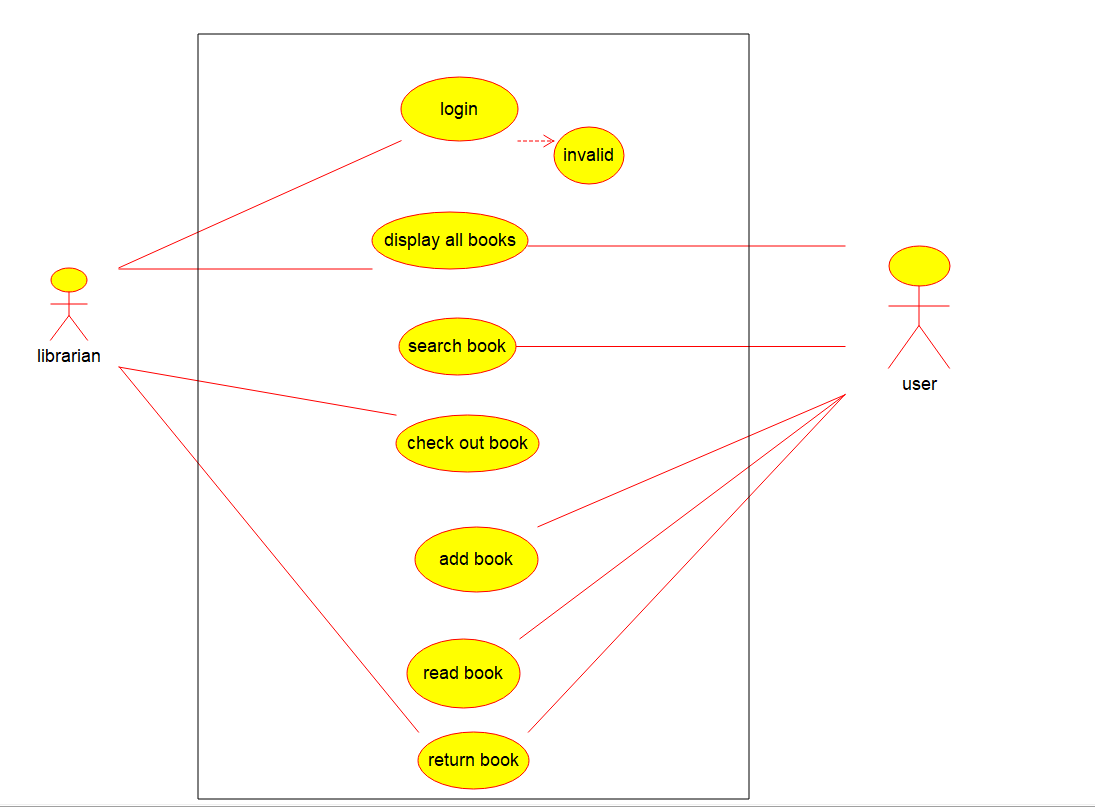 login
invalid
display all books
librarian
search book
user
check out book
add book
read book
return book